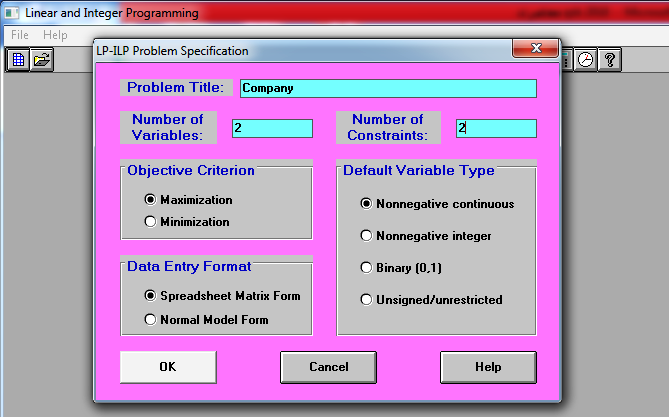 Linear and Integer Programming
File Help
LP-ILP Problem Specification
Problem Title: Company
Number of Variables: 2
Number of Constraints: 2
Objective Criterion
Maximization
Minimization
Default Variable Type
Nonnegative continuous
Nonnegative integer
Binary (0,1)
Unsigned/unrestricted
Data Entry Format
Spreadsheet Matrix Form
Normal Model Form
OK Cancel Help